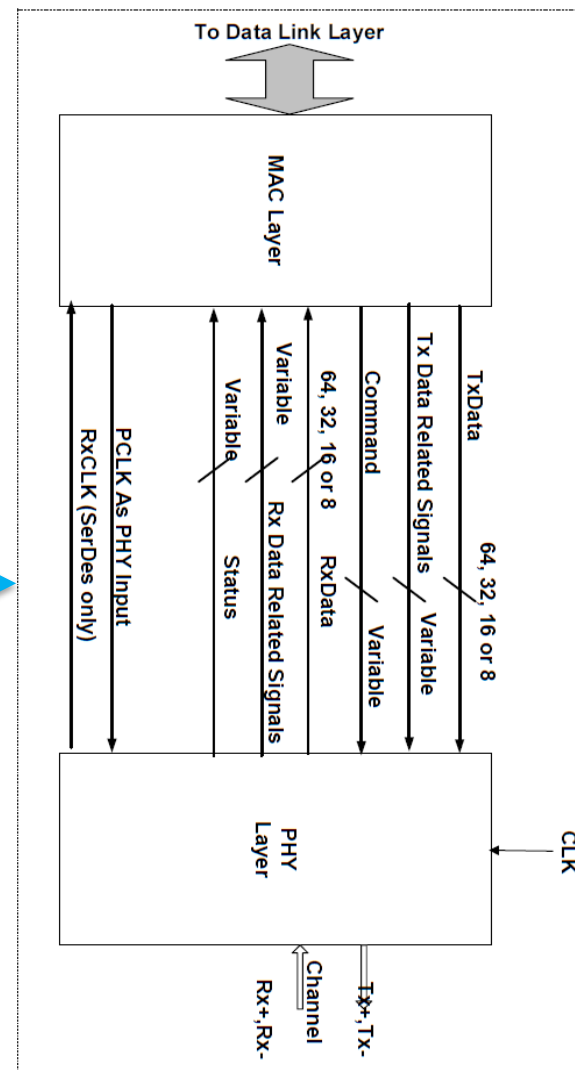 To Data Link Layer
MAC Layer
TxData
64, 32, 16 or 8
Tx Data Related Signals
Variable
Command
Variable
64, 32, 16 or 8
RxData
Variable
Rx Data Related Signals
Variable
Status
PCLK As PHY Input
RxCLK (SerDes only)
PHY
Layer
CLK
Tx+,Tx-
Channel
Rx+,Rx-